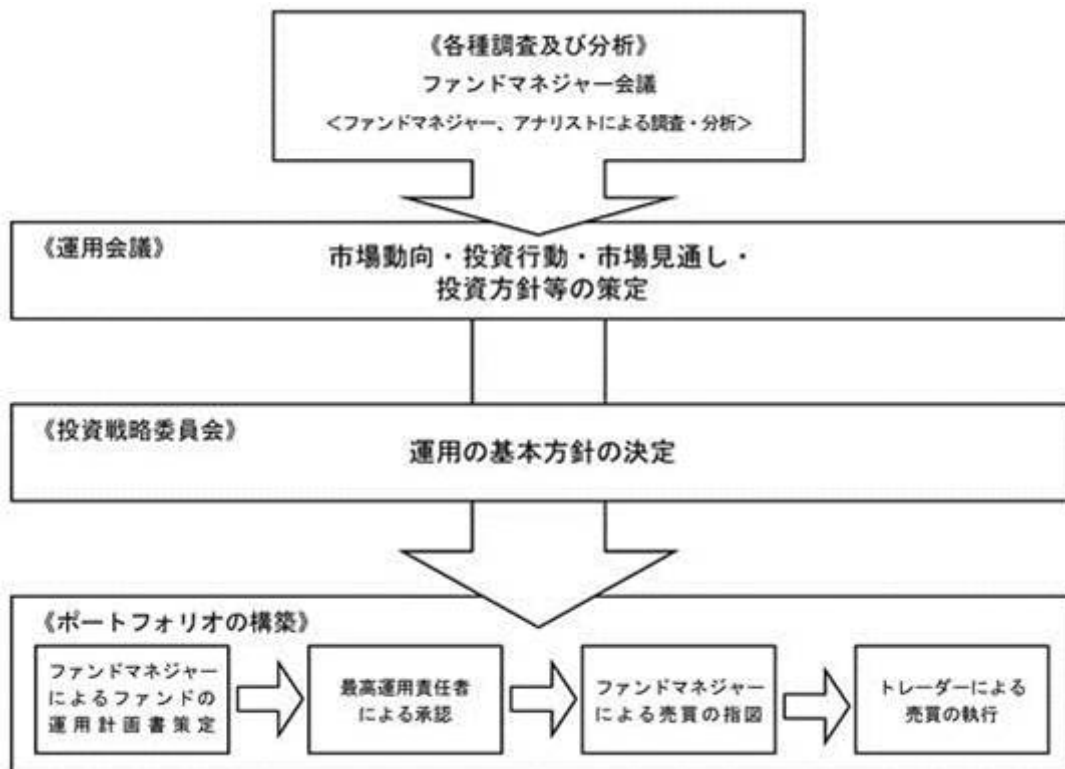 《各種調査及び分析》
ファンドマネジャー会議
＜ファンドマネジャー、アナリストによる調査・分析＞
《運用会議》
市場動向・投資行動・市場見通し・
投資方針等の策定
《投資戦略委員会》
運用の基本方針の決定
《ポートフォリオの構築》
ファンドマネジャー
によるファンドの
運用計画書策定
最高運用責任者
による承認
ファンドマネジャー
による売買の指図
トレーダーによる
売買の執行